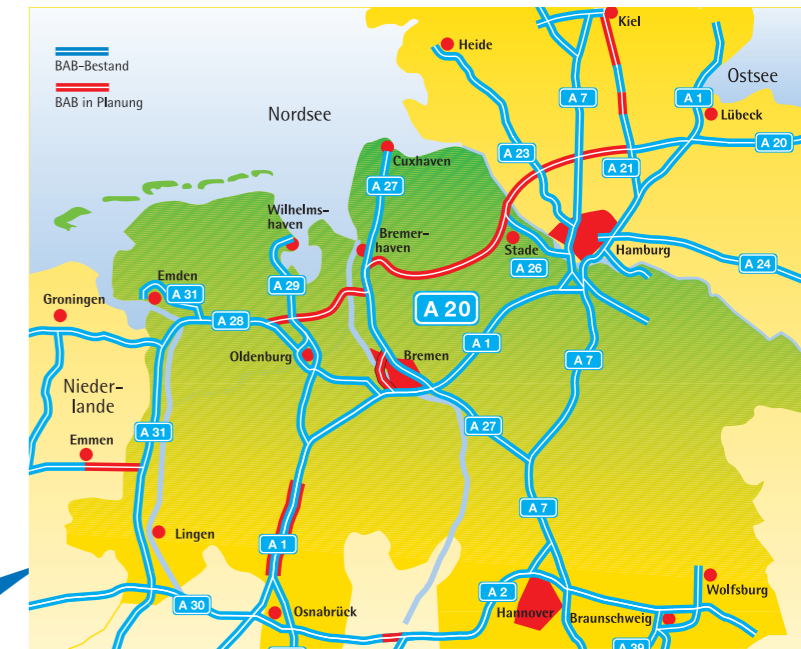 Kiel
Heide
BAB-Bestand
Ostsee
BAB in Planung
A 7
A 1
Nordsee
Lübeck
A 20
Cuxhaven
A 23
A 21
A 27
Wilhelms-
haven
Bremer-
haven
Stade
Hamburg
A 26
A 24
Emden
A 31
A 29
Groningen
A 28
A 20
A 1
Oldenburg
Bremen
A 7
Nieder-
lande
A 27
A 31
Emmen
A 7
Lingen
A 1
A 2
Wolfsburg
A 30
Osnabrück
Hannover
Braunschweig
A 39